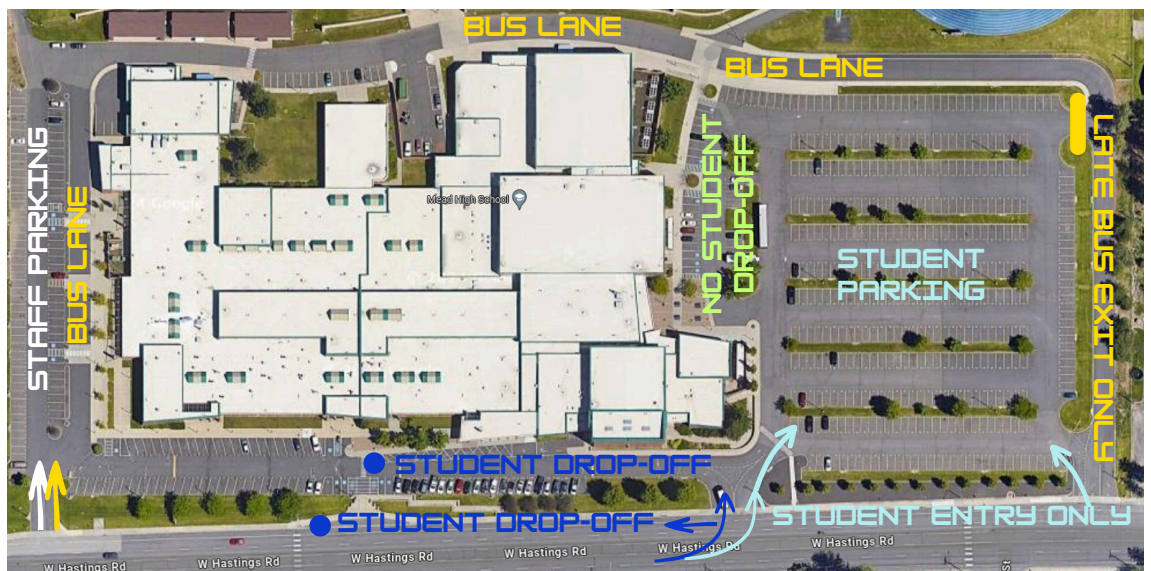 BUS LANE
BUS LANE
STAFF PARKING
BUS LANE
NO STUDENT
DROP-OFF
LATE BUS EXIT ONLY
Mead High School
Google
STUDENT
PARKING
STUDENT DROP-OFF
STUDENT DROP-OFF
STUDENT ENTRY ONLY
W Hastings Rd
W Hastings Rd
W Hastings Rd
W Hastings Rd
W Hastings Rd
St